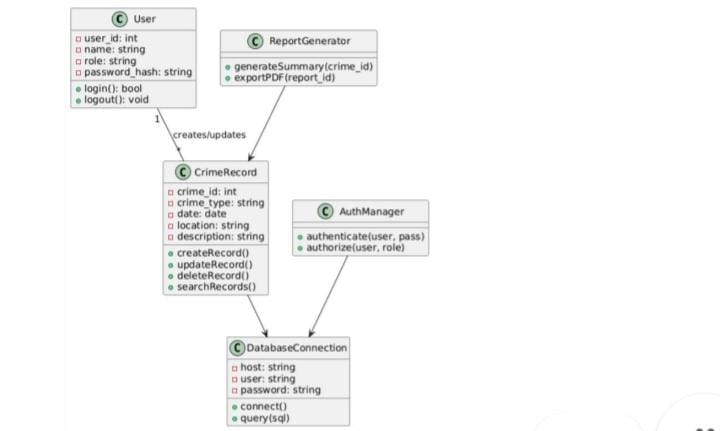 C User
user_id: int
name: string
role: string
password_hash: string
login(): bool
logout(): void
C ReportGenerator
generateSummary(crime_id)
exportPDF(report_id)
1
creates/updates
*
C CrimeRecord
crime_id: int
crime_type: string
date: date
location: string
description: string
createRecord()
updateRecord()
deleteRecord()
searchRecords()
C AuthManager
authenticate(user, pass)
authorize(user, role)
C DatabaseConnection
host: string
user: string
password: string
connect()
query(sql)